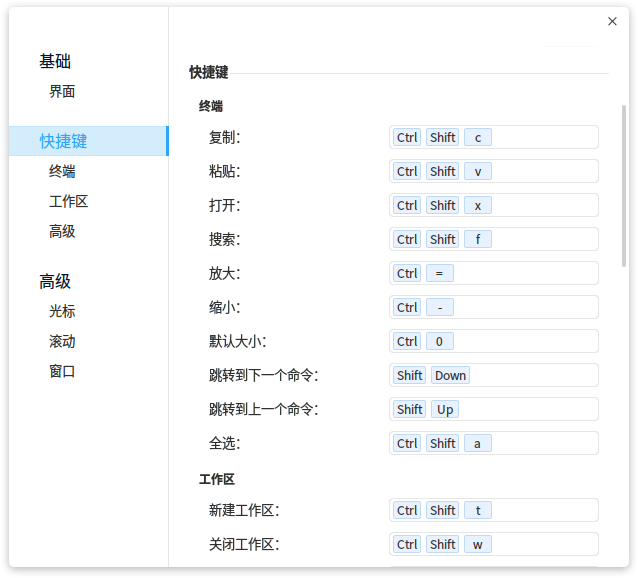 基础
界面
快捷键
终端
工作区
高级
高级
光标
滚动
窗口
快捷键
终端
复制: Ctrl Shift c
粘贴: Ctrl Shift v
打开: Ctrl Shift x
搜索: Ctrl Shift f
放大: Ctrl =
缩小: Ctrl -
默认大小: Ctrl 0
跳转到下一个命令: Shift Down
跳转到上一个命令: Shift Up
全选: Ctrl Shift a
工作区
新建工作区: Ctrl Shift t
关闭工作区: Ctrl Shift w